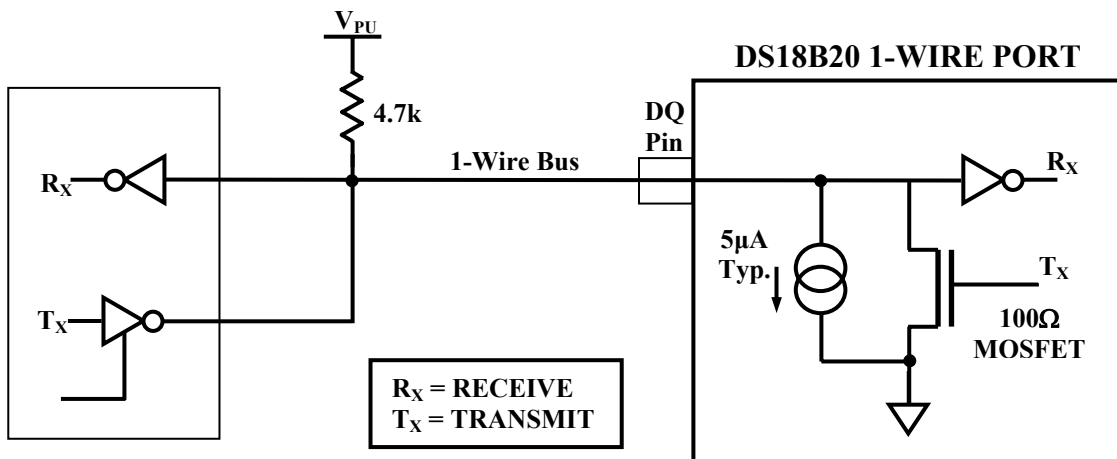 V_PU
DS18B20 1-WIRE PORT
4.7k
DQ
Pin
1-Wire Bus
R_X
R_X
5µA
Typ.
T_X
T_X
100Ω
MOSFET
R_X = RECEIVE
T_X = TRANSMIT